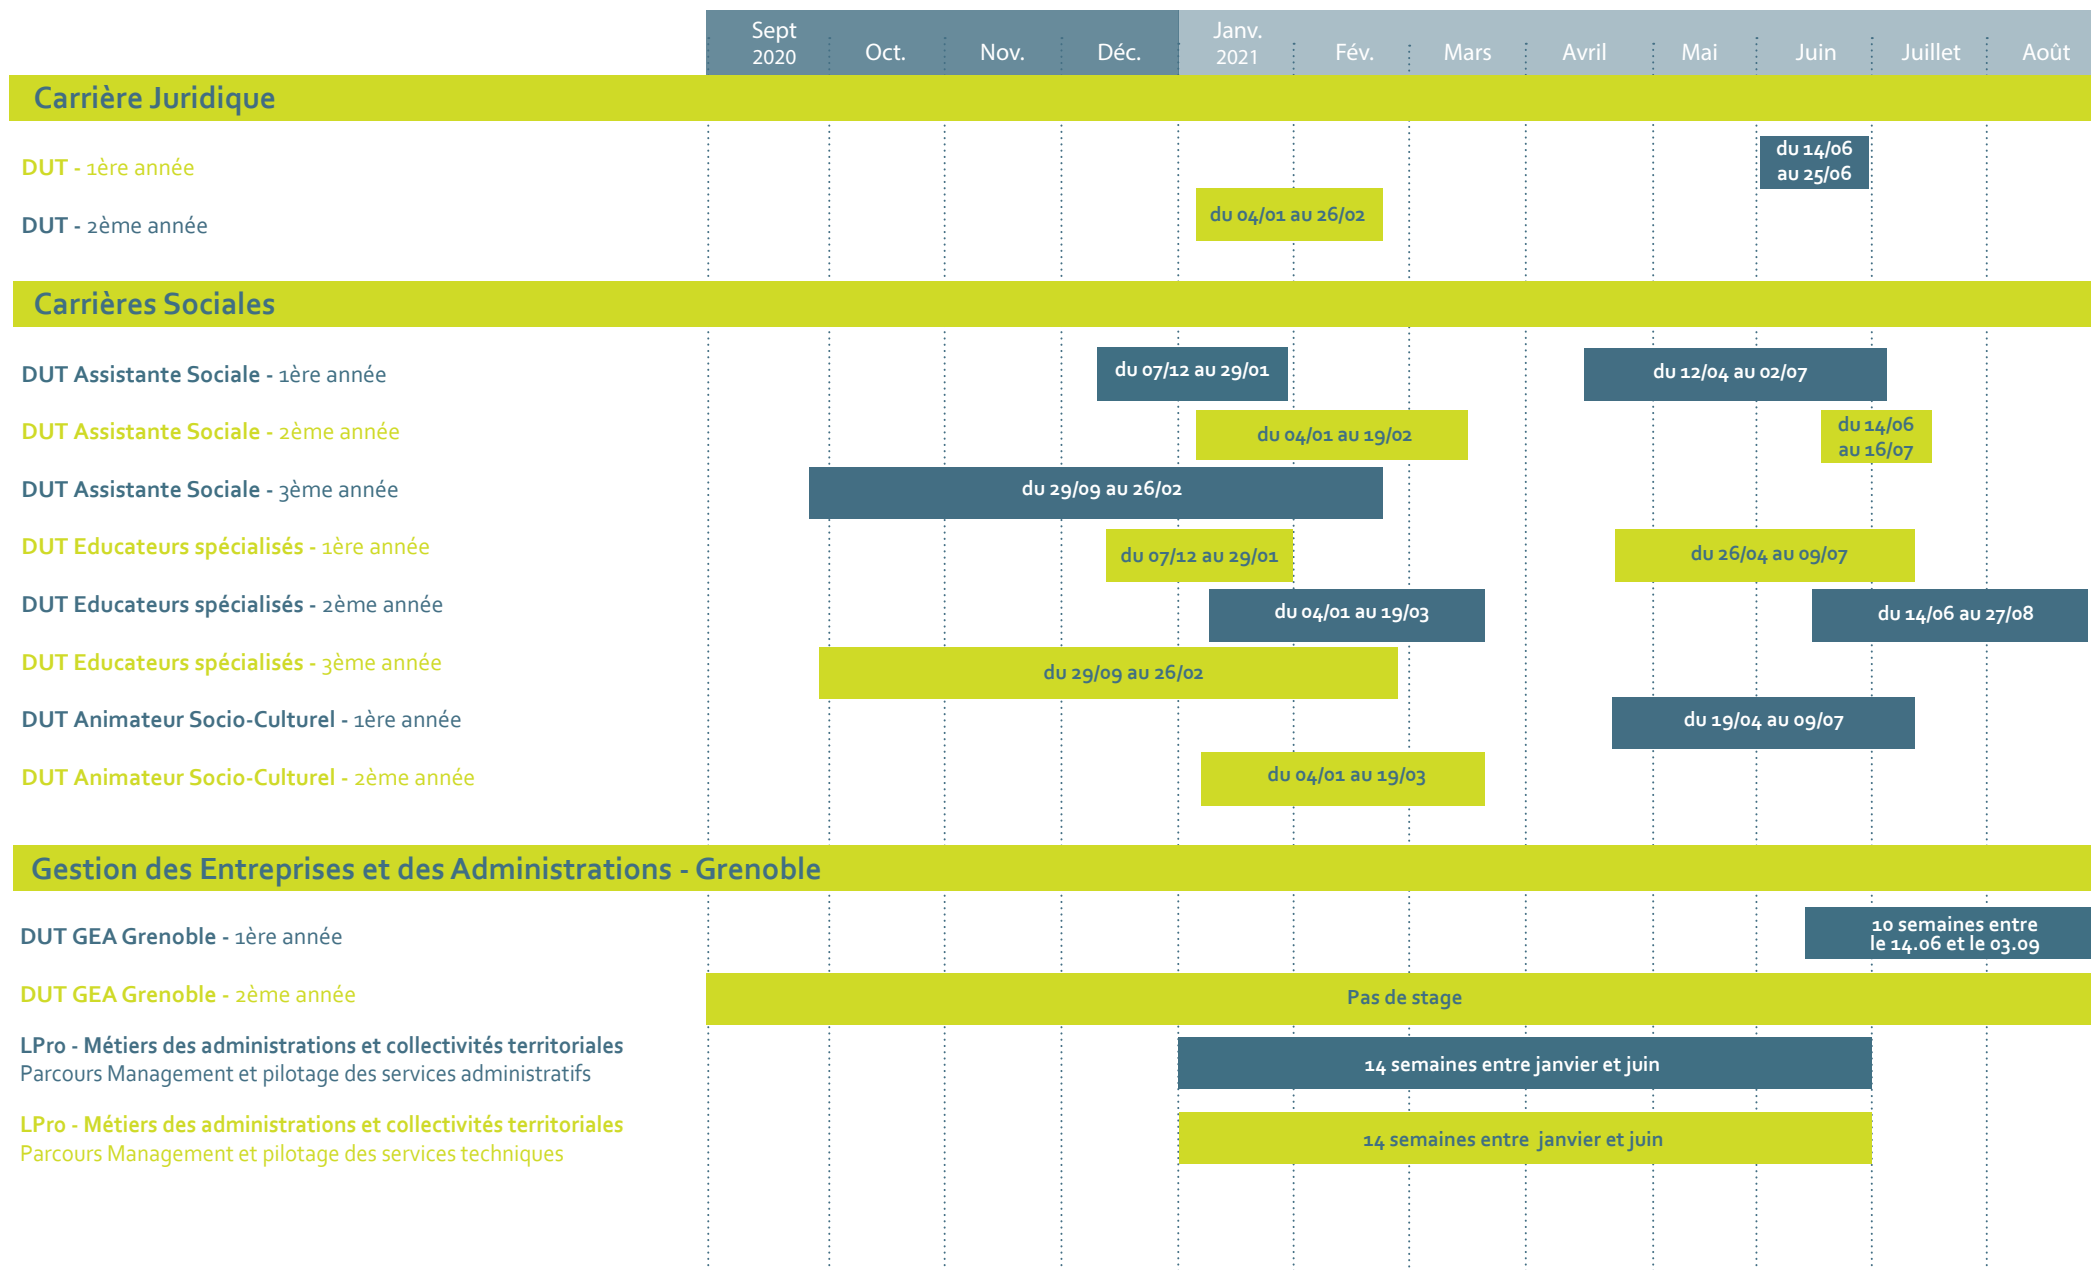 Sept
2020
Oct.
Nov.
Déc.
Janv.
2021
Fév.
Mars
Avril
Mai
Juin
Juillet
Août
Carrière Juridique
DUT - 1ère année
du 14/06
au 25/06
DUT - 2ème année
du 04/01 au 26/02
Carrières Sociales
DUT Assistante Sociale - 1ère année
du 07/12 au 29/01
du 12/04 au 02/07
DUT Assistante Sociale - 2ème année
du 04/01 au 19/02
du 14/06
au 16/07
DUT Assistante Sociale - 3ème année
du 29/09 au 26/02
DUT Educateurs spécialisés - 1ère année
du 07/12 au 29/01
du 26/04 au 09/07
DUT Educateurs spécialisés - 2ème année
du 04/01 au 19/03
du 14/06 au 27/08
DUT Educateurs spécialisés - 3ème année
du 29/09 au 26/02
DUT Animateur Socio-Culturel - 1ère année
du 19/04 au 09/07
DUT Animateur Socio-Culturel - 2ème année
du 04/01 au 19/03
Gestion des Entreprises et des Administrations - Grenoble
DUT GEA Grenoble - 1ère année
10 semaines entre
le 14.06 et le 03.09
DUT GEA Grenoble - 2ème année
Pas de stage
LPro - Métiers des administrations et collectivités territoriales
Parcours Management et pilotage des services administratifs
14 semaines entre janvier et juin
LPro - Métiers des administrations et collectivités territoriales
Parcours Management et pilotage des services techniques
14 semaines entre janvier et juin